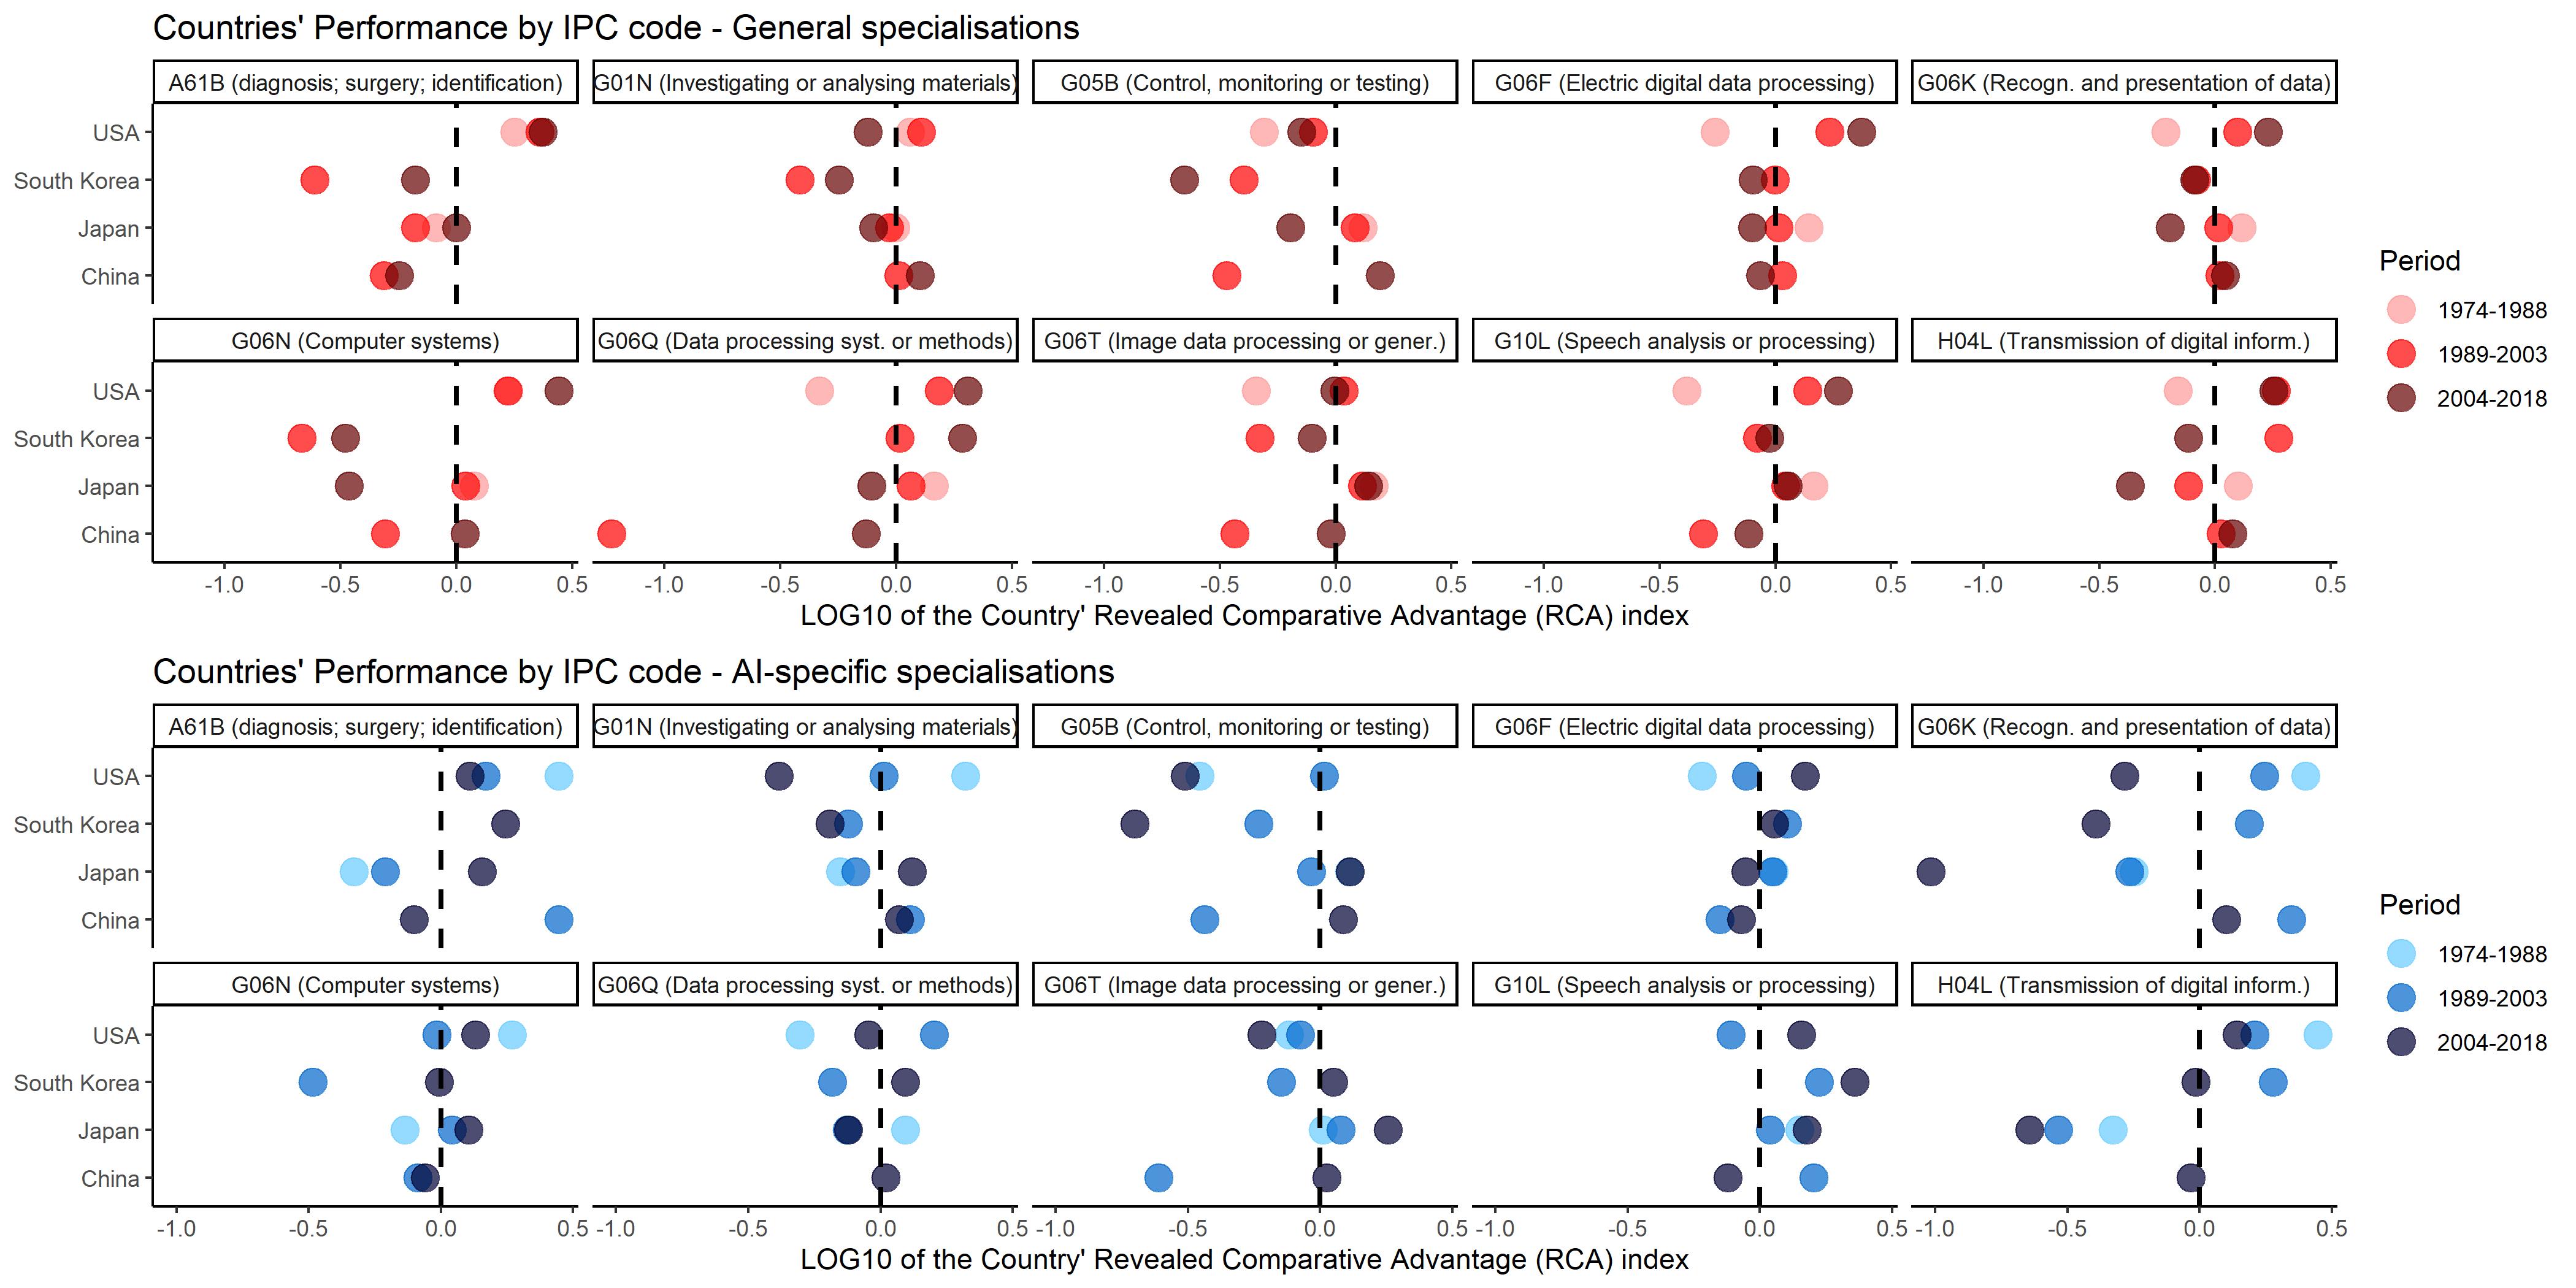 Countries' Performance by IPC code - General specialisations
A61B (diagnosis; surgery; identification) G01N (Investigating or analysing materials) G05B (Control, monitoring or testing) G06F (Electric digital data processing) G06K (Recogn. and presentation of data)
USA
South Korea
Japan
China
Period
1974-1988
1989-2003
2004-2018
G06N (Computer systems) G06Q (Data processing syst. or methods) G06T (Image data processing or gener.) G10L (Speech analysis or processing) H04L (Transmission of digital inform.)
USA
South Korea
Japan
China
-1.0 -0.5 0.0 0.5 -1.0 -0.5 0.0 0.5 -1.0 -0.5 0.0 0.5 -1.0 -0.5 0.0 0.5 -1.0 -0.5 0.0 0.5
LOG10 of the Country' Revealed Comparative Advantage (RCA) index
Countries' Performance by IPC code - AI-specific specialisations
A61B (diagnosis; surgery; identification) G01N (Investigating or analysing materials) G05B (Control, monitoring or testing) G06F (Electric digital data processing) G06K (Recogn. and presentation of data)
USA
South Korea
Japan
China
Period
1974-1988
1989-2003
2004-2018
G06N (Computer systems) G06Q (Data processing syst. or methods) G06T (Image data processing or gener.) G10L (Speech analysis or processing) H04L (Transmission of digital inform.)
USA
South Korea
Japan
China
-1.0 -0.5 0.0 0.5 -1.0 -0.5 0.0 0.5 -1.0 -0.5 0.0 0.5 -1.0 -0.5 0.0 0.5 -1.0 -0.5 0.0 0.5
LOG10 of the Country' Revealed Comparative Advantage (RCA) index